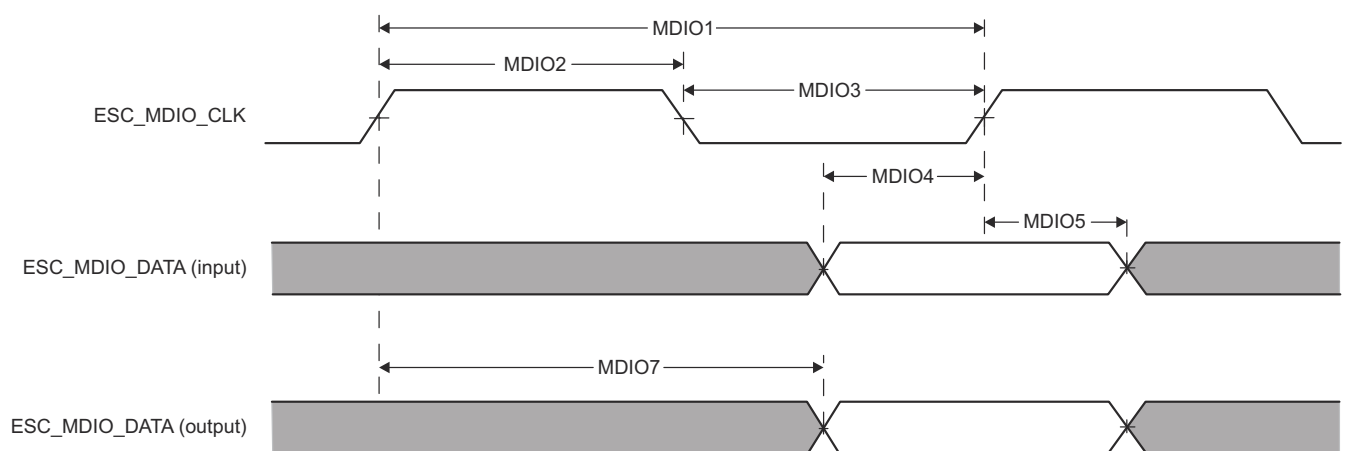 MDIO1
MDIO2
MDIO3
ESC_MDIO_CLK
MDIO4
MDIO5
ESC_MDIO_DATA (input)
MDIO7
ESC_MDIO_DATA (output)